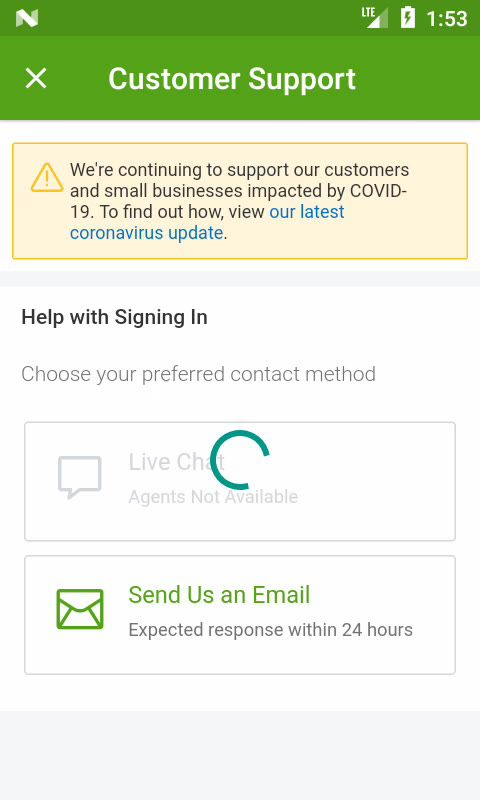 LTE 1:53
Customer Support
We're continuing to support our customers
and small businesses impacted by COVID-
19. To find out how, view our latest
coronavirus update.
Help with Signing In
Choose your preferred contact method
Live Chat
Agents Not Available
Send Us an Email
Expected response within 24 hours